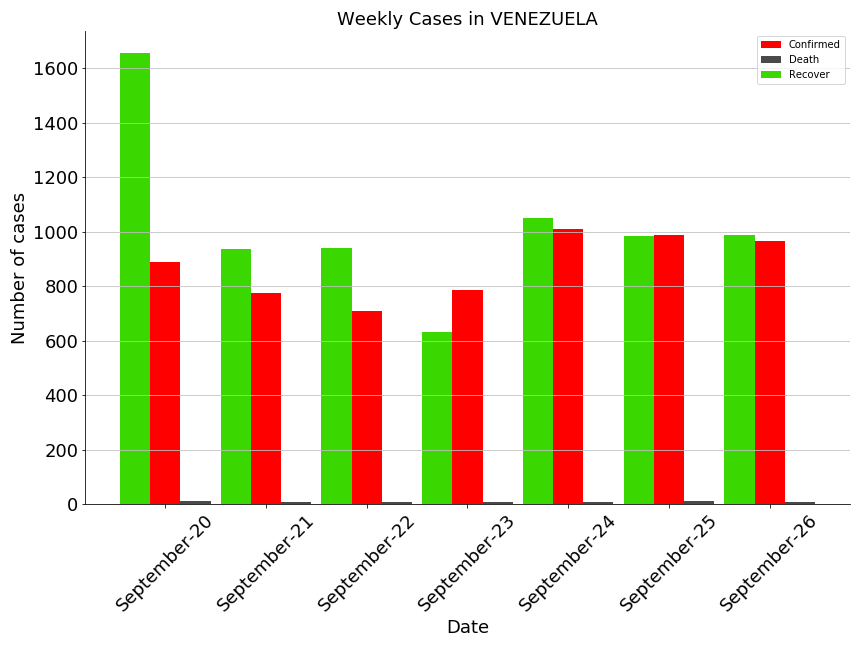 Weekly Cases in VENEZUELA
Confirmed
Death
Recover
Number of cases
1600
1400
1200
1000
800
600
400
200
0
September-20
September-21
September-22
September-23
September-24
September-25
September-26
Date